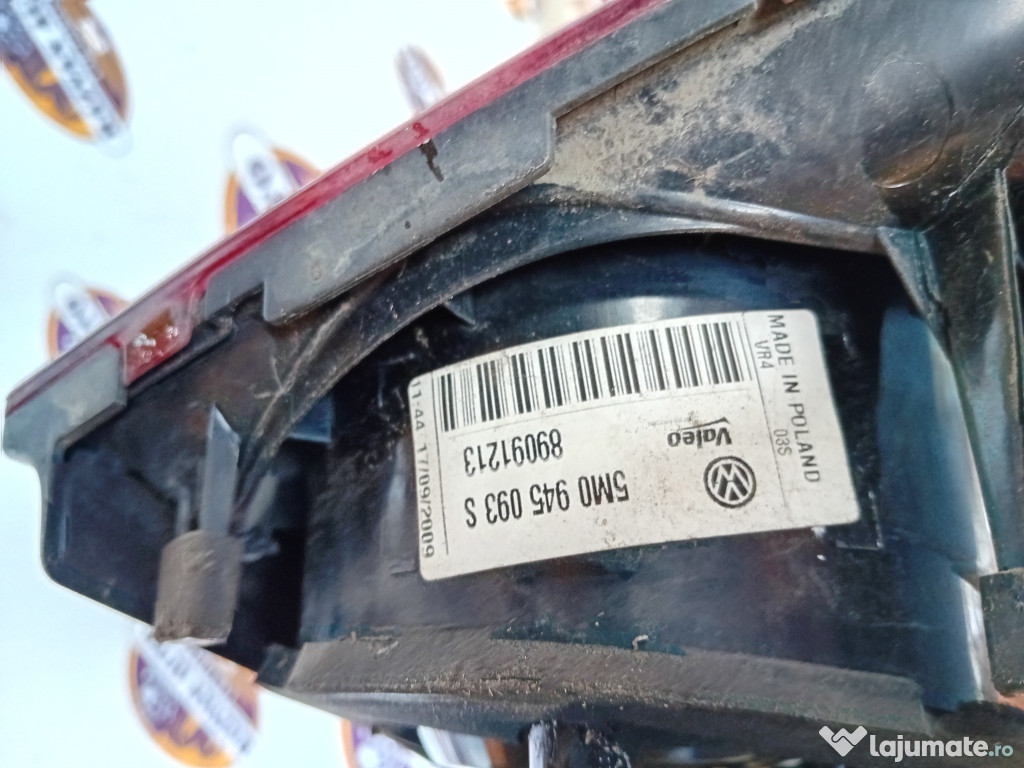 5M0 945 093 S
89091213
Valeo
MADE IN POLAND
VR4 03S
11:44 17/09/2009
lajumate.ro